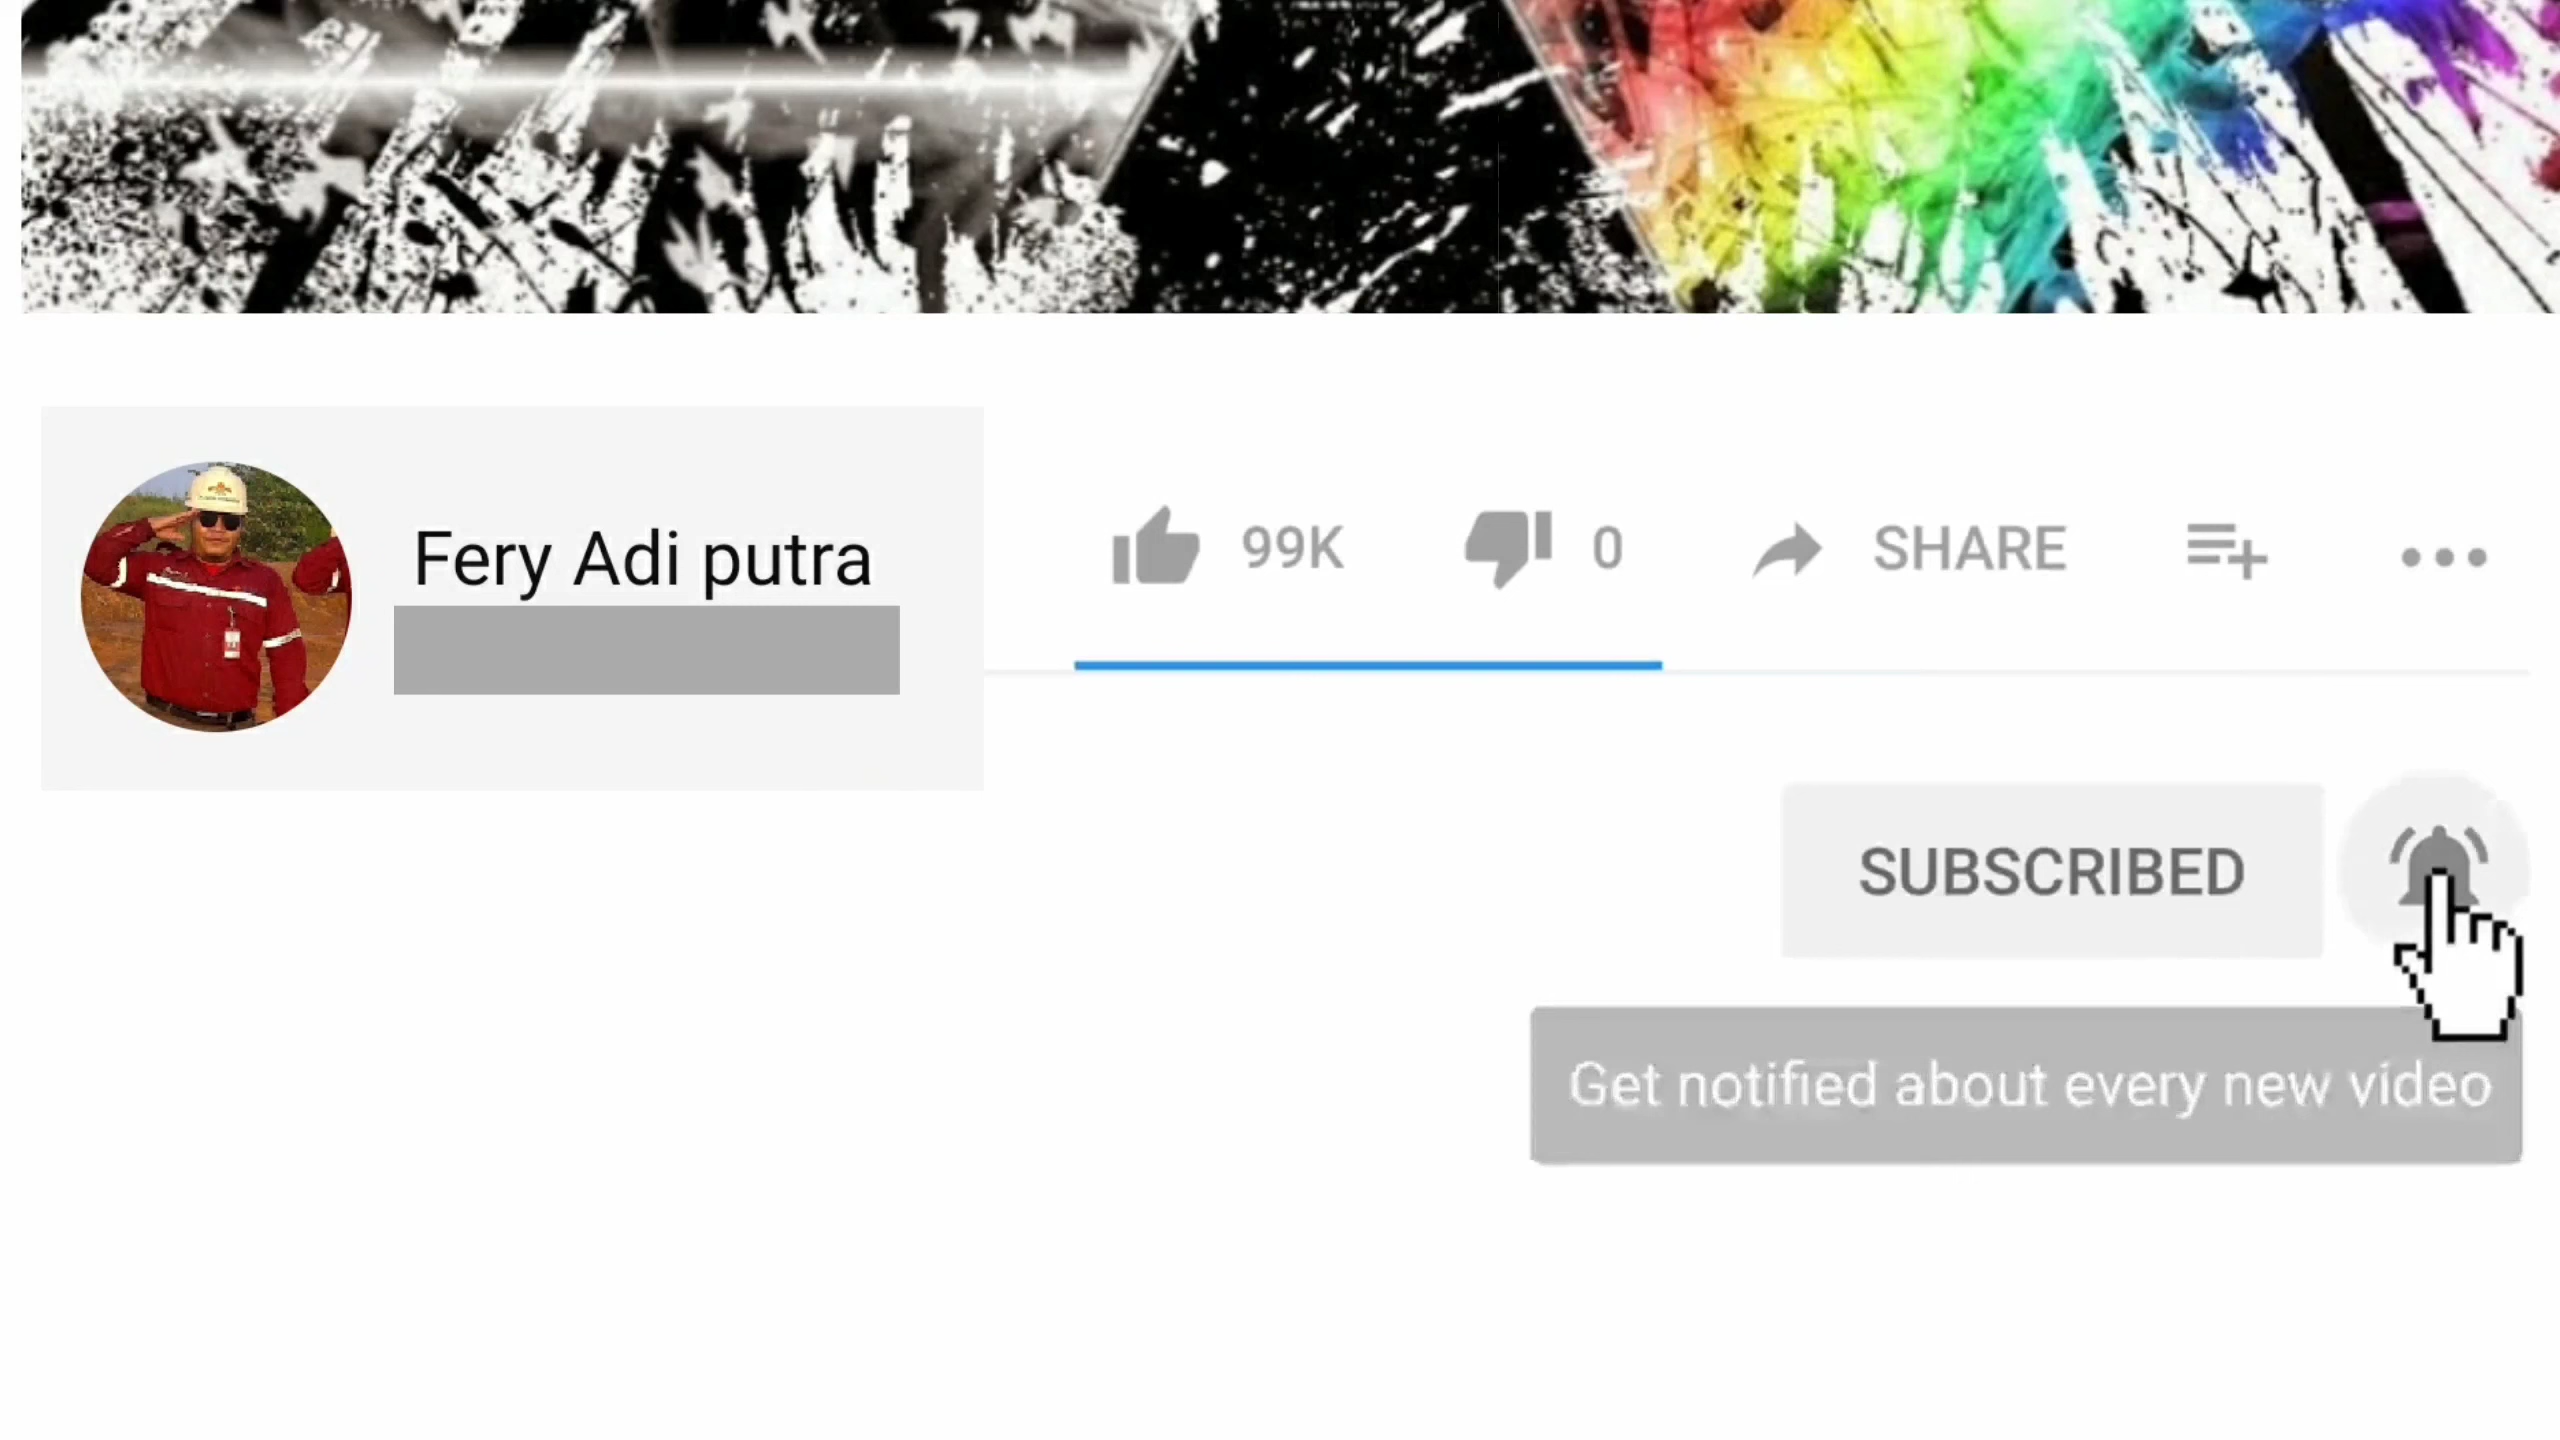 Fery Adi putra
99K
0
SHARE
SUBSCRIBED
Get notified about every new video